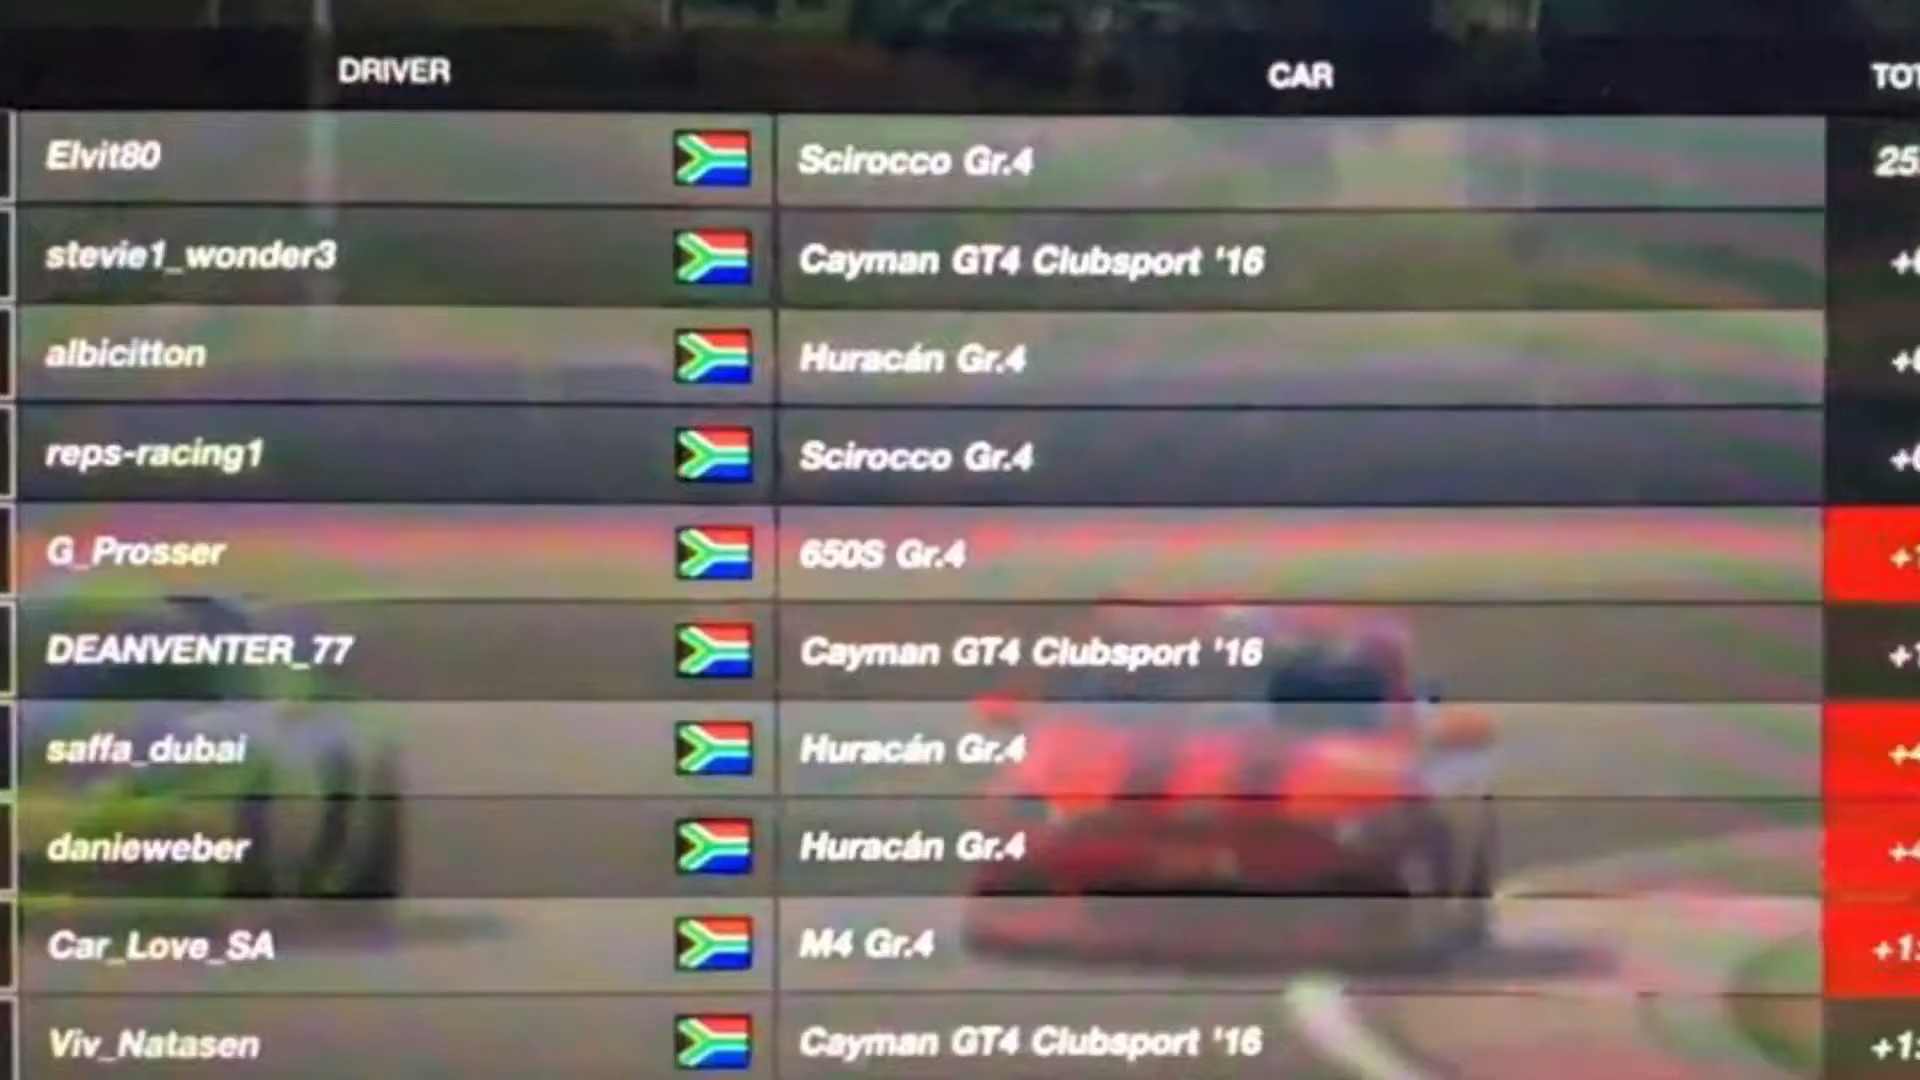 DRIVER CAR
Elvit80 Scirocco Gr.4
stevie1_wonder3 Cayman GT4 Clubsport '16
albicitton Huracán Gr.4
reps-racing1 Scirocco Gr.4
G_Prosser 650S Gr.4
DEANVENTER_77 Cayman GT4 Clubsport '16
saffa_dubai Huracán Gr.4
danieweber Huracán Gr.4
Car_Love_SA M4 Gr.4
Viv_Natasen Cayman GT4 Clubsport '16